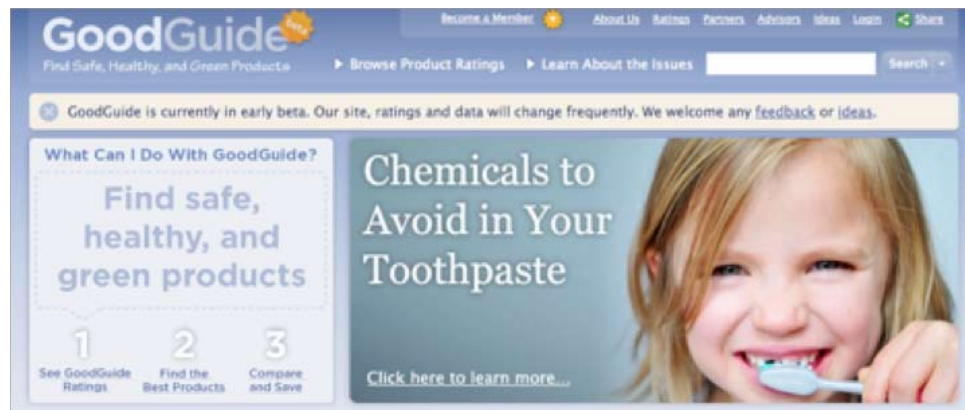 Become a Member
About Us Ratings Partners Advisors Ideas Login Share
GoodGuide beta
Find Safe, Healthy, and Green Products
Browse Product Ratings Learn About the Issues Search
GoodGuide is currently in early beta. Our site, ratings and data will change frequently. We welcome any feedback or ideas.
What Can I Do With GoodGuide?
Find safe,
healthy, and
green products
1 2 3
See GoodGuide Find the Compare
Ratings Best Products and Save
Chemicals to
Avoid in Your
Toothpaste
Click here to learn more...